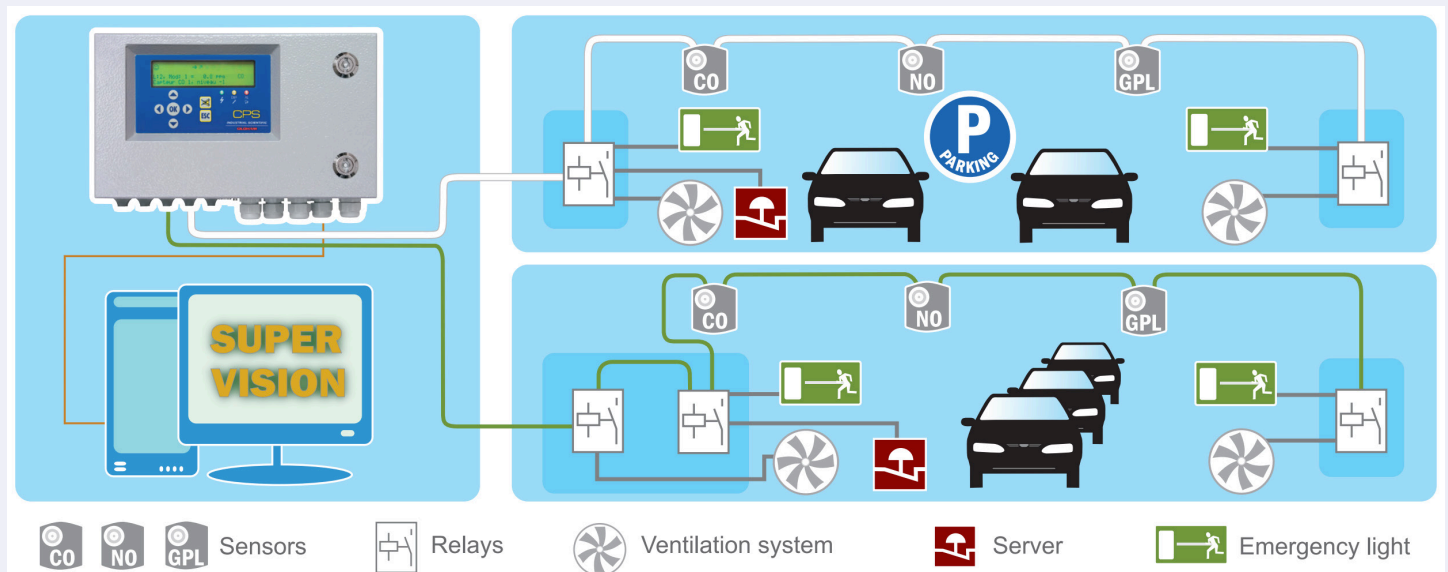 CPS
OK
ESC
SUPER
VISION
CO
NO
GPL
P
PARKING
CO
NO
GPL
CO
NO
GPL
Sensors
Relays
Ventilation system
Server
Emergency light